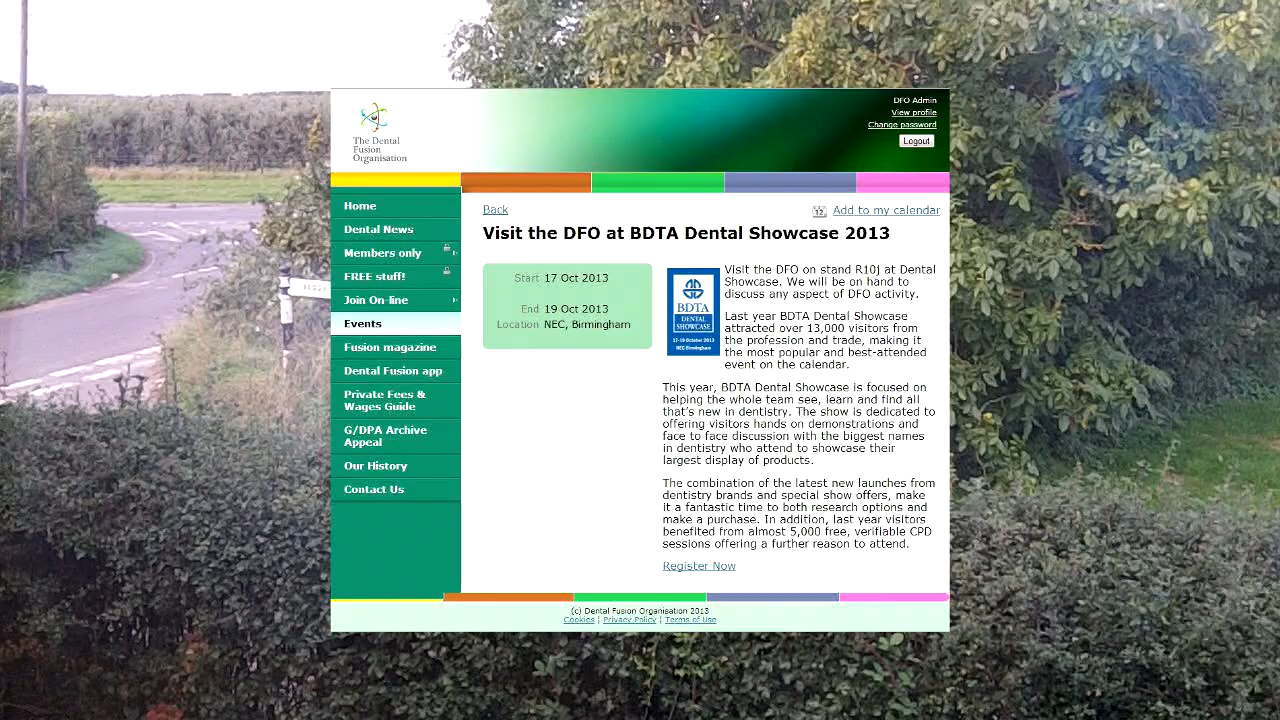 DFO Admin
View profile
Change password
Logout
The Dental
Fusion
Organisation
Home
Dental News
Members only
FREE stuff!
Join On-line
Events
Fusion magazine
Dental Fusion app
Private Fees &
Wages Guide
G/DPA Archive
Appeal
Our History
Contact Us
Back
12
Add to my calendar
Visit the DFO at BDTA Dental Showcase 2013
Start 17 Oct 2013
End 19 Oct 2013
Location NEC, Birmingham
BDTA
DENTAL
SHOWCASE
17-19 October 2013
NEC Birmingham
Visit the DFO on stand R10j at Dental
Showcase. We will be on hand to
discuss any aspect of DFO activity.
Last year BDTA Dental Showcase
attracted over 13,000 visitors from
the profession and trade, making it
the most popular and best-attended
event on the calendar.
This year, BDTA Dental Showcase is focused on
helping the whole team see, learn and find all
that's new in dentistry. The show is dedicated to
offering visitors hands on demonstrations and
face to face discussion with the biggest names
in dentistry who attend to showcase their
largest display of products.
The combination of the latest new launches from
dentistry brands and special show offers, make
it a fantastic time to both research options and
make a purchase. In addition, last year visitors
benefited from almost 5,000 free, verifiable CPD
sessions offering a further reason to attend.
Register Now
(c) Dental Fusion Organisation 2013
Cookies ¦ Privacy Policy ¦ Terms of Use